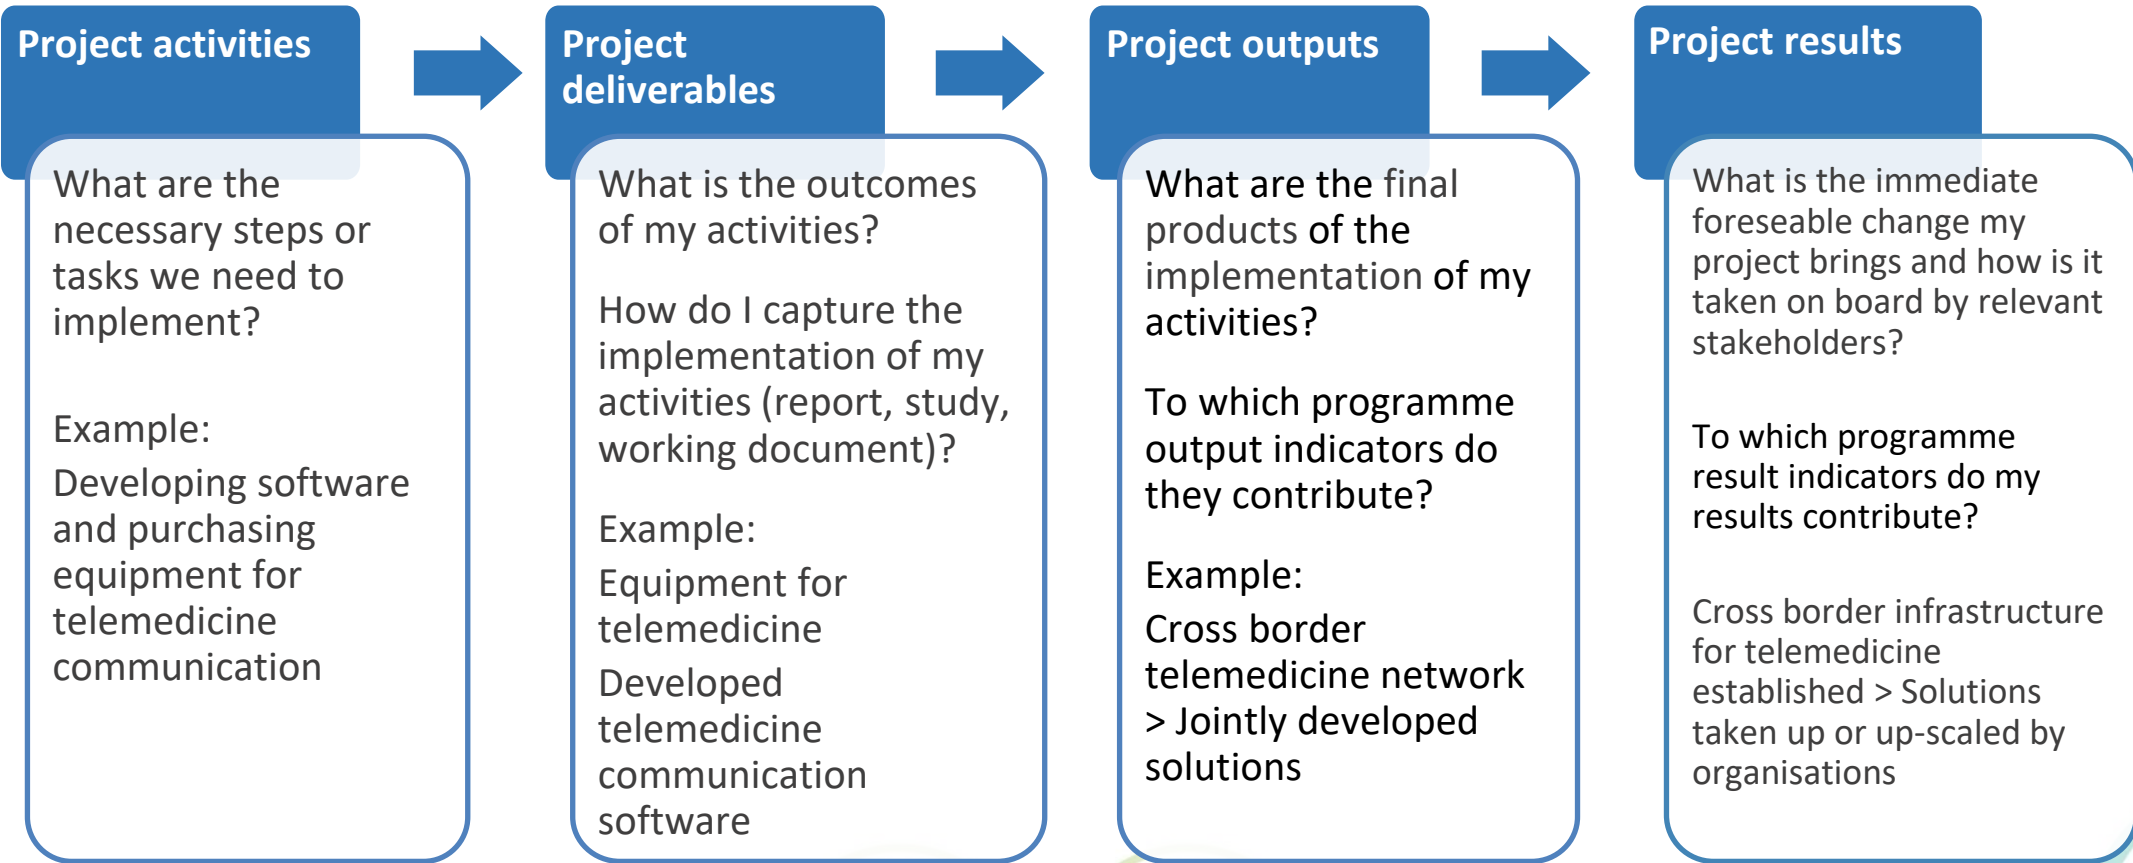 Project activities
What are the
necessary steps or
tasks we need to
implement?
Example:
Developing software
and purchasing
equipment for
telemedicine
communication
Project
deliverables
What is the outcomes
of my activities?
How do I capture the
implementation of my
activities (report, study,
working document)?
Example:
Equipment for
telemedicine
Developed
telemedicine
communication
software
Project outputs
What are the final
products of the
implementation of my
activities?
To which programme
output indicators do
they contribute?
Example:
Cross border
telemedicine network
> Jointly developed
solutions
Project results
What is the immediate
foreseable change my
project brings and how is it
taken on board by relevant
stakeholders?
To which programme
result indicators do my
results contribute?
Cross border infrastructure
for telemedicine
established > Solutions
taken up or up-scaled by
organisations